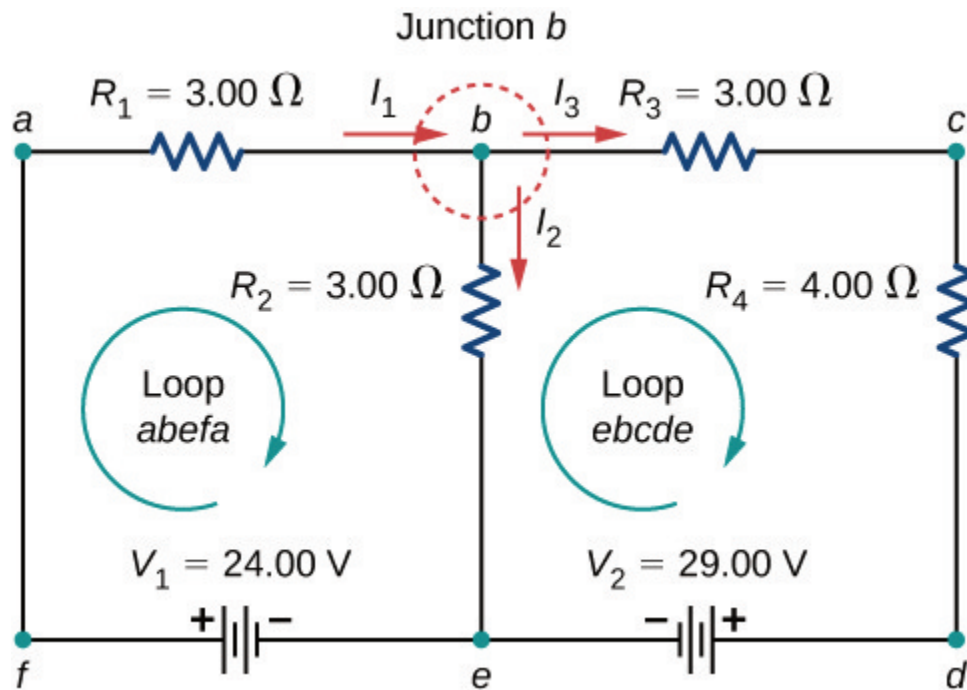 Junction b
R₁ = 3.00 Ω
I₁
I₃
R₃ = 3.00 Ω
a
b
c
I₂
R₂ = 3.00 Ω
R₄ = 4.00 Ω
Loop
abefa
Loop
ebcde
V₁ = 24.00 V
V₂ = 29.00 V
+ −
− +
f
e
d